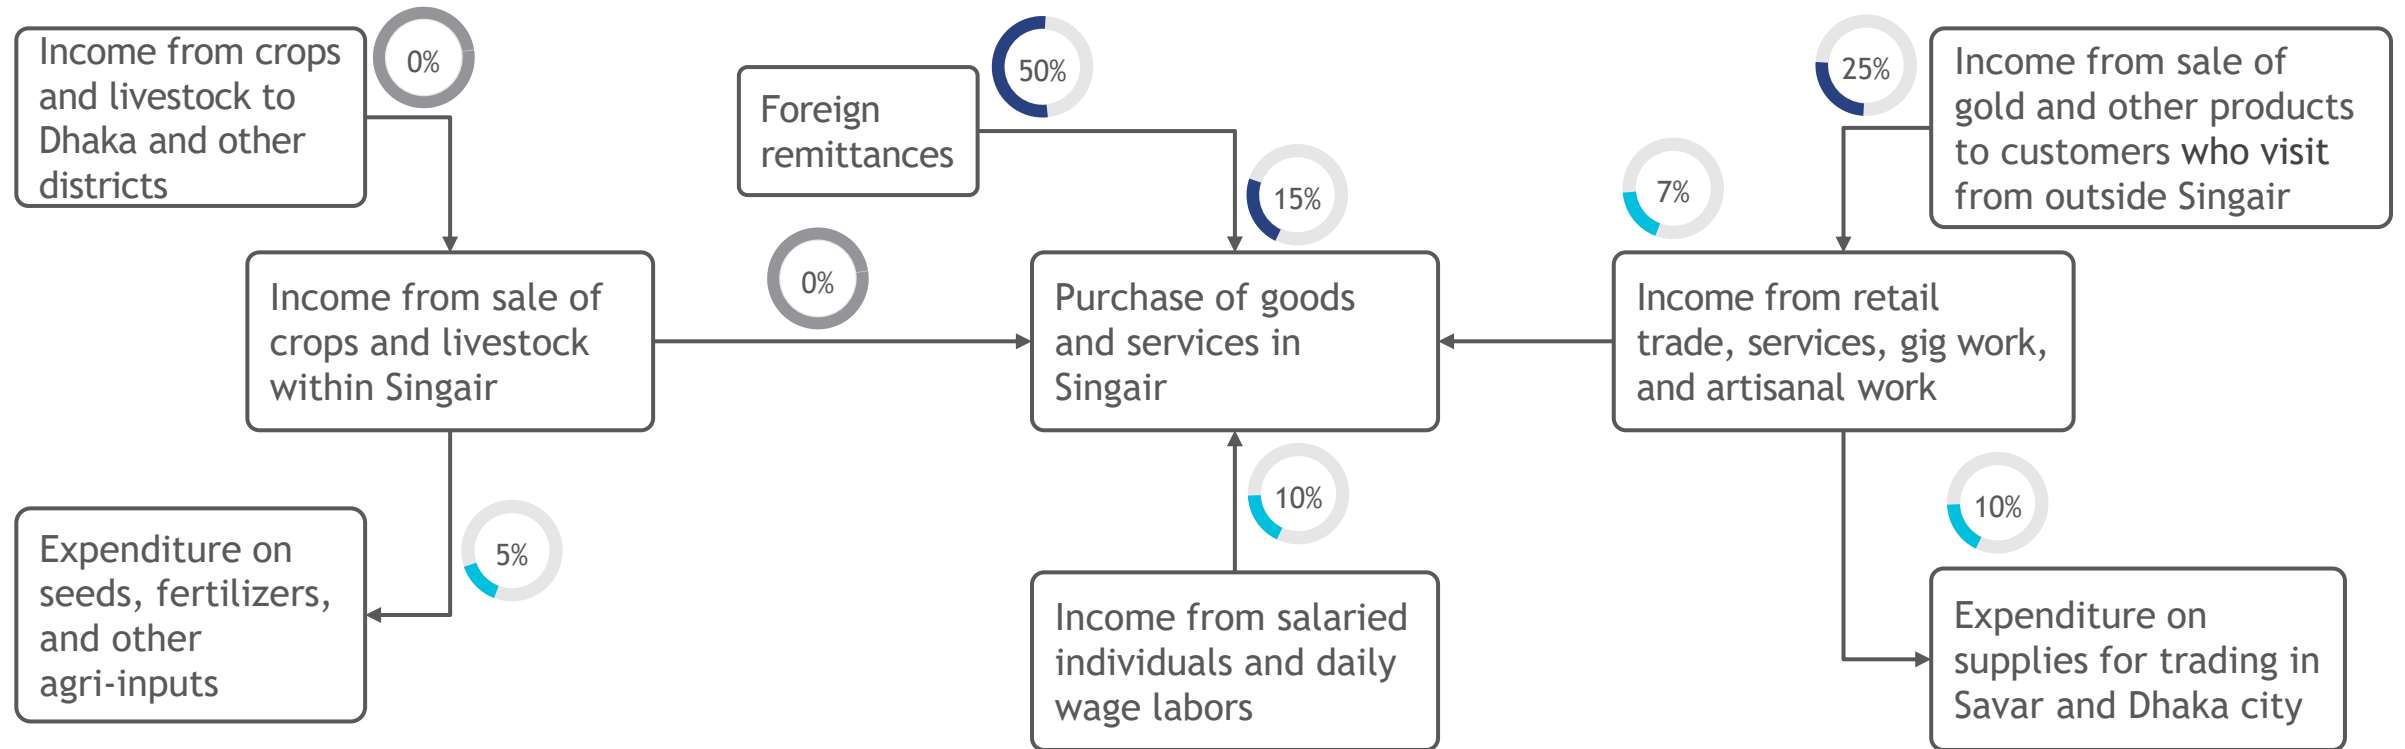 Income from crops
and livestock to
Dhaka and other
districts
0%
Foreign
remittances
50%
25%
Income from sale of
gold and other products
to customers who visit
from outside Singair
15%
7%
Income from sale of
crops and livestock
within Singair
0%
Purchase of goods
and services in
Singair
Income from retail
trade, services, gig work,
and artisanal work
Expenditure on
seeds, fertilizers,
and other
agri-inputs
5%
10%
Income from salaried
individuals and daily
wage labors
10%
Expenditure on
supplies for trading in
Savar and Dhaka city